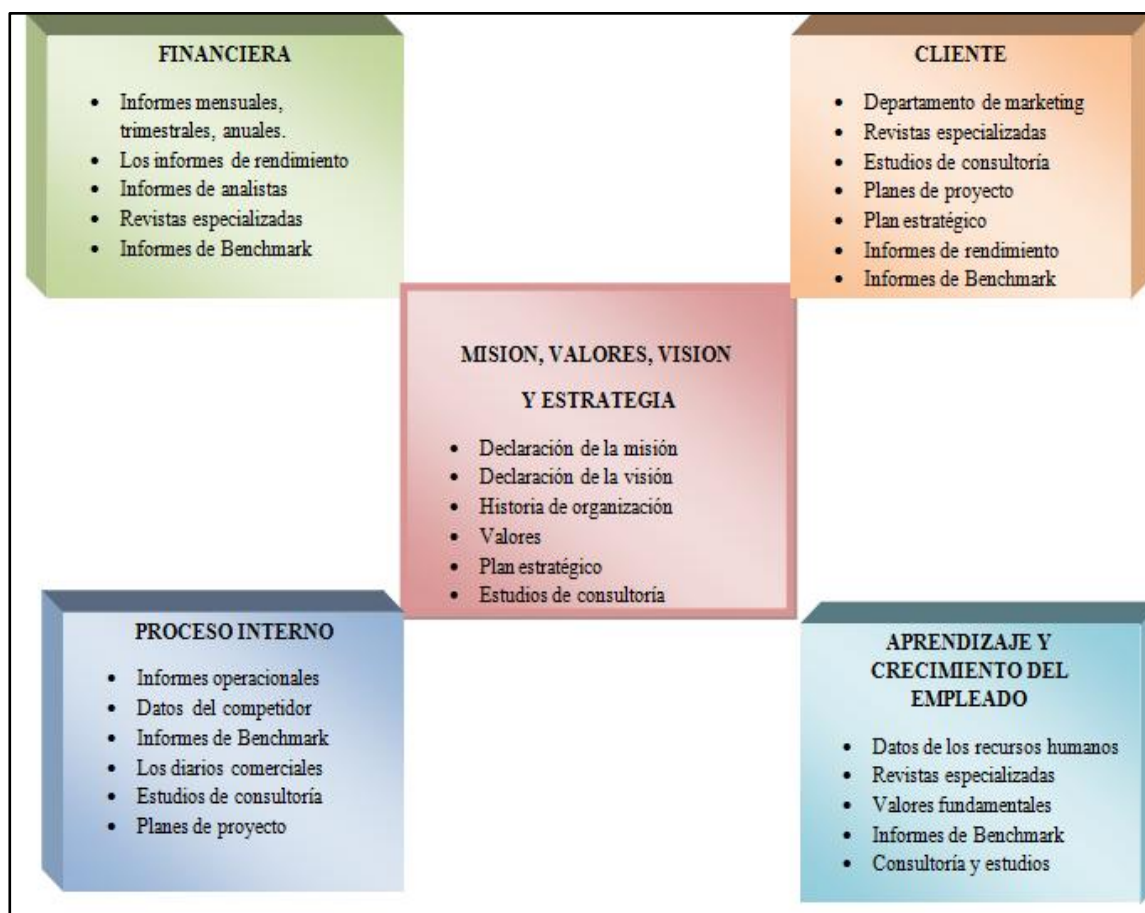 FINANCIERA
• Informes mensuales,
trimestrales, anuales.
• Los informes de rendimiento
• Informes de analistas
• Revistas especializadas
• Informes de Benchmark
CLIENTE
• Departamento de marketing
• Revistas especializadas
• Estudios de consultoría
• Planes de proyecto
• Plan estratégico
• Informes de rendimiento
• Informes de Benchmark
MISION, VALORES, VISION
Y ESTRATEGIA
• Declaración de la misión
• Declaración de la visión
• Historia de organización
• Valores
• Plan estratégico
• Estudios de consultoría
PROCESO INTERNO
• Informes operacionales
• Datos del competidor
• Informes de Benchmark
• Los diarios comerciales
• Estudios de consultoría
• Planes de proyecto
APRENDIZAJE Y
CRECIMIENTO DEL
EMPLEADO
• Datos de los recursos humanos
• Revistas especializadas
• Valores fundamentales
• Informes de Benchmark
• Consultoría y estudios